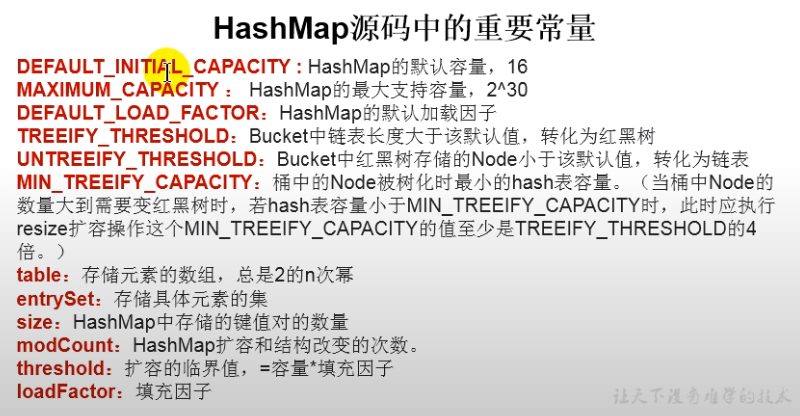 HashMap源码中的重要常量
DEFAULT_INITIAL_CAPACITY : HashMap的默认容量，16
MAXIMUM_CAPACITY ： HashMap的最大支持容量，2^30
DEFAULT_LOAD_FACTOR：HashMap的默认加载因子
TREEIFY_THRESHOLD：Bucket中链表长度大于该默认值，转化为红黑树
UNTREEIFY_THRESHOLD：Bucket中红黑树存储的Node小于该默认值，转化为链表
MIN_TREEIFY_CAPACITY：桶中的Node被树化时最小的hash表容量。（当桶中Node的
数量大到需要变红黑树时，若hash表容量小于MIN_TREEIFY_CAPACITY时，此时应执行
resize扩容操作这个MIN_TREEIFY_CAPACITY的值至少是TREEIFY_THRESHOLD的4
倍。）
table：存储元素的数组，总是2的n次幂
entrySet：存储具体元素的集
size：HashMap中存储的键值对的数量
modCount：HashMap扩容和结构改变的次数。
threshold：扩容的临界值，=容量*填充因子
loadFactor：填充因子
让天下没有难学的技术